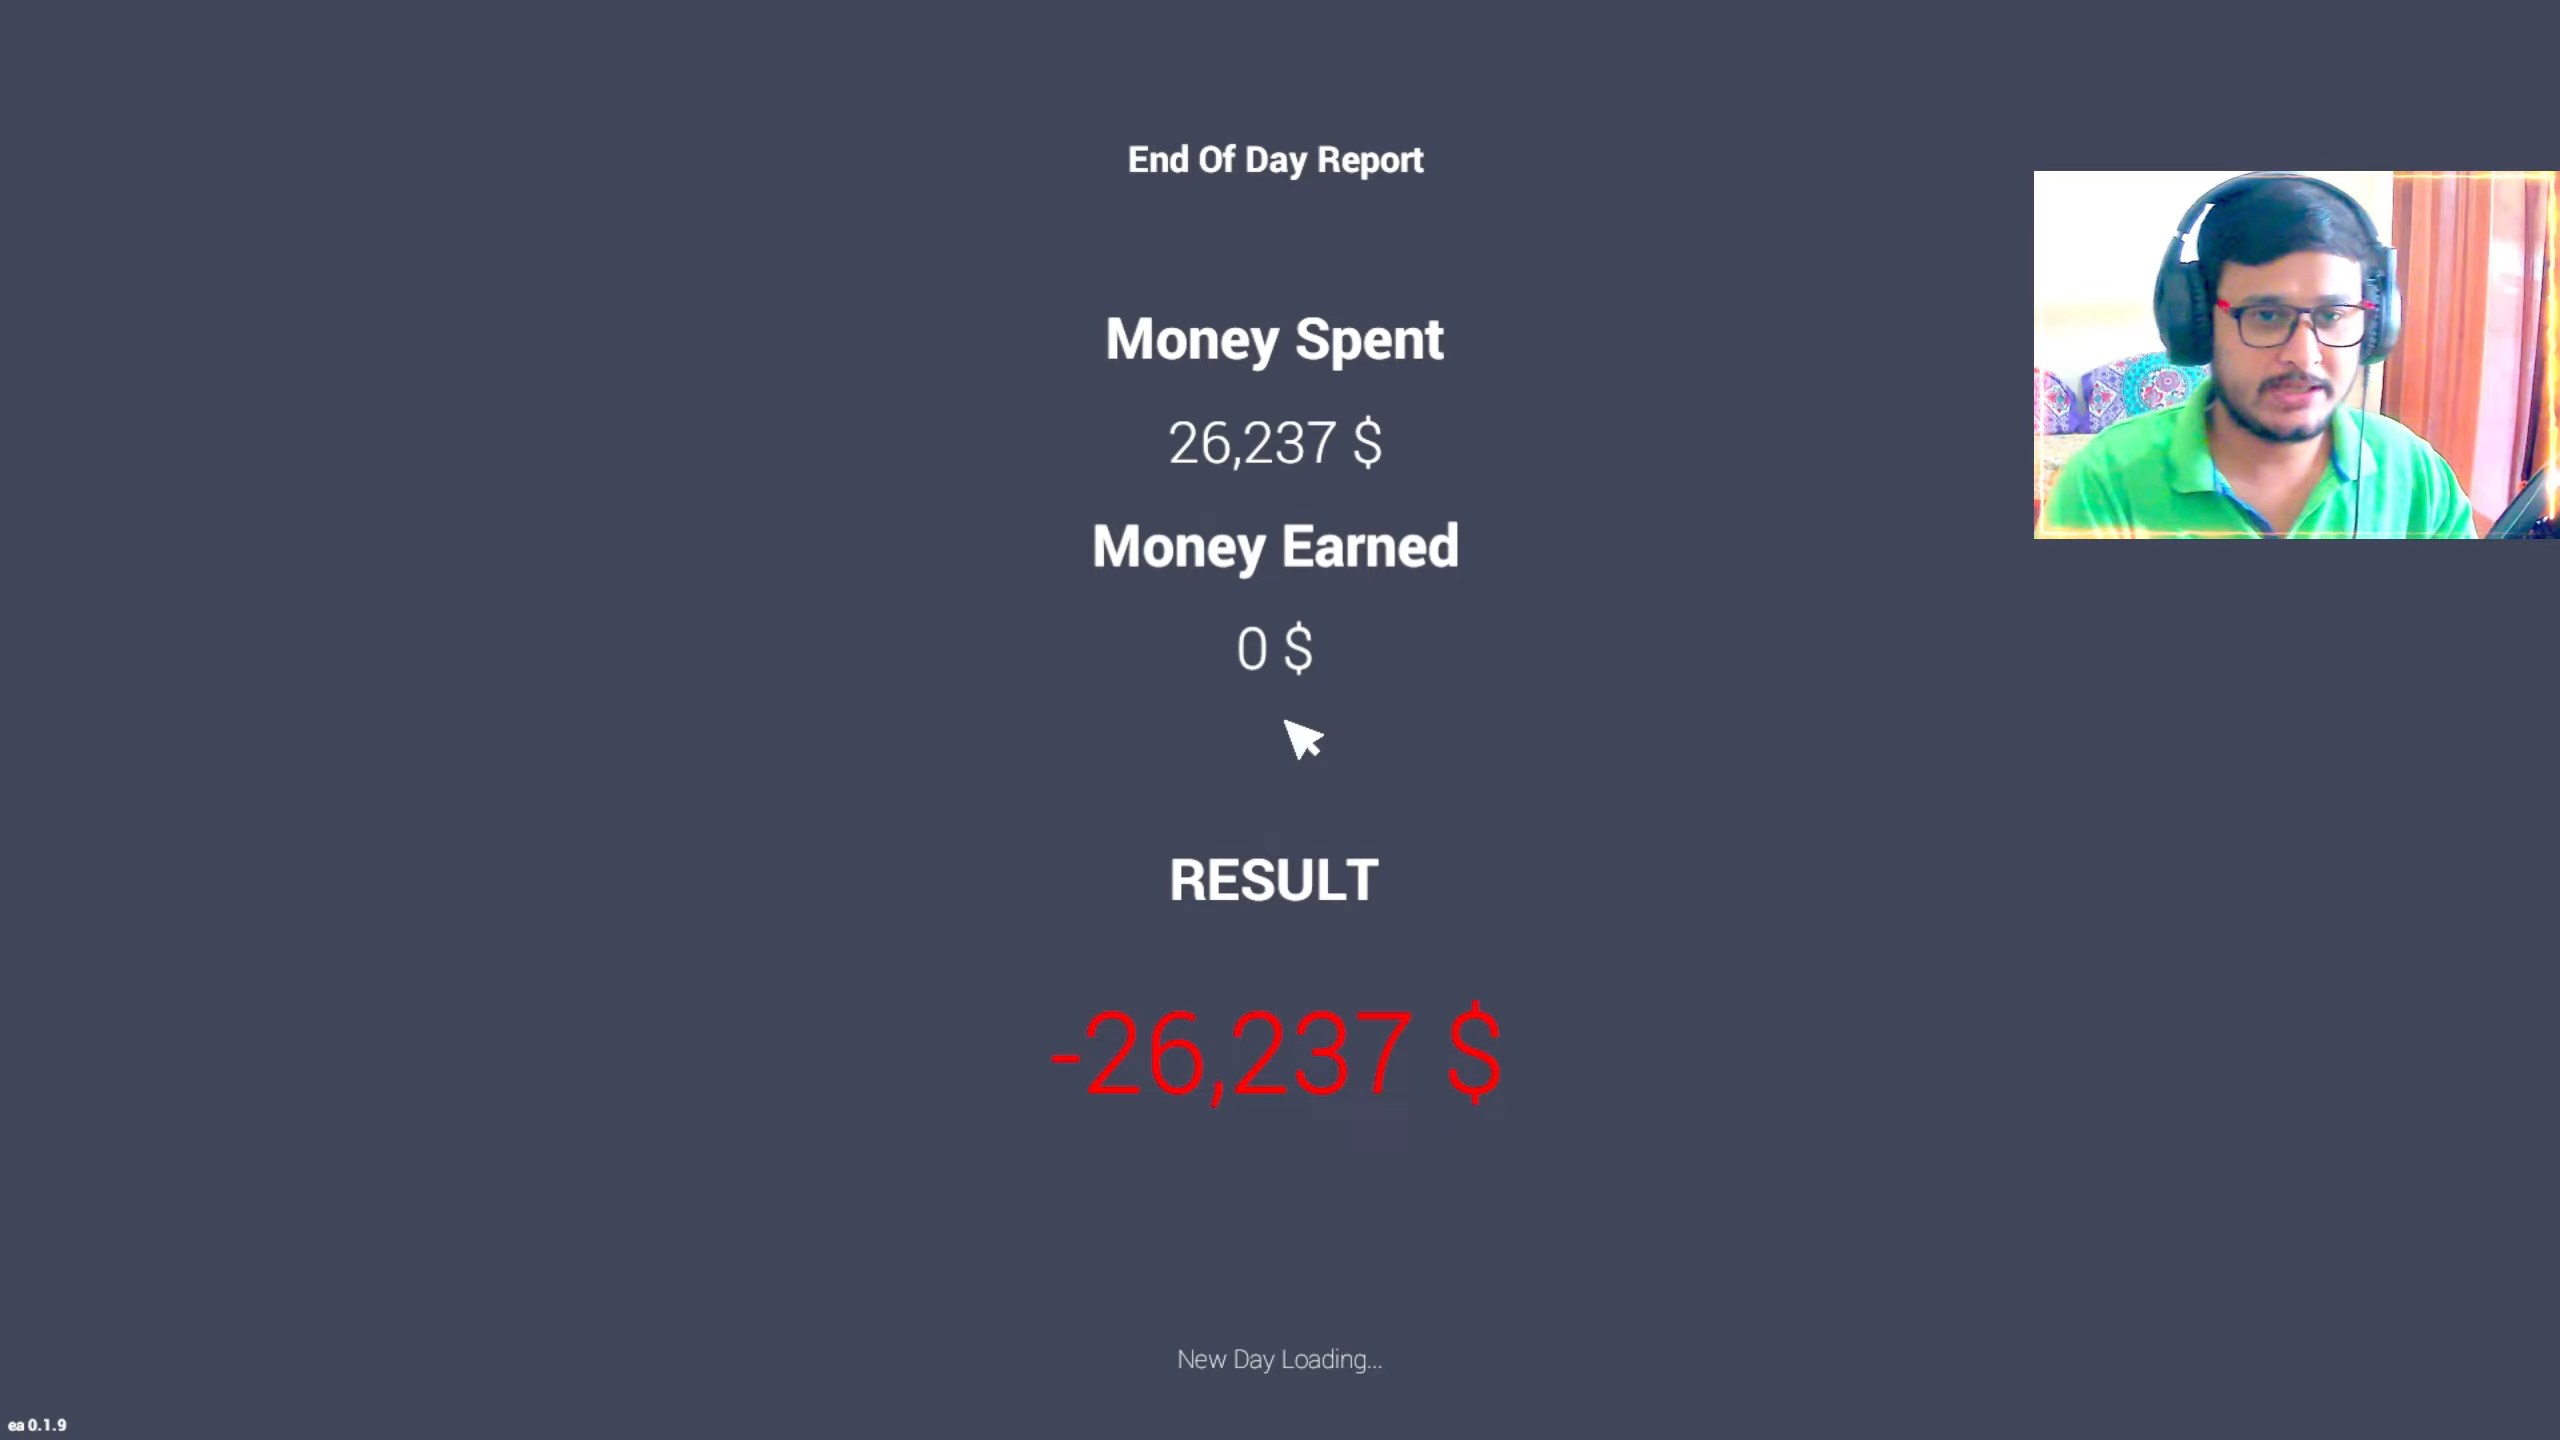 End Of Day Report
Money Spent
26,237 $
Money Earned
0 $
RESULT
-26,237 $
New Day Loading...
ea 0.1.9